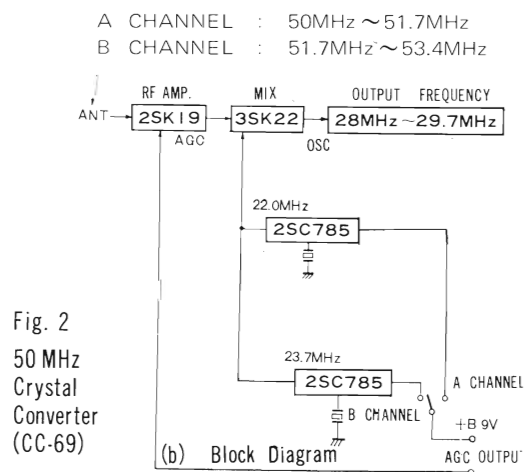 A CHANNEL : 50MHz ~ 51.7MHz
B CHANNEL : 51.7MHz ~ 53.4MHz
RF AMP.
MIX
OUTPUT FREQUENCY
ANT
2SK19
3SK22
28MHz ~ 29.7MHz
AGC
OSC
22.0MHz
2SC785
23.7MHz
2SC785
A CHANNEL
B CHANNEL
+B 9V
AGC OUTPUT
Fig. 2
50 MHz
Crystal
Converter
(CC-69)
(b) Block Diagram